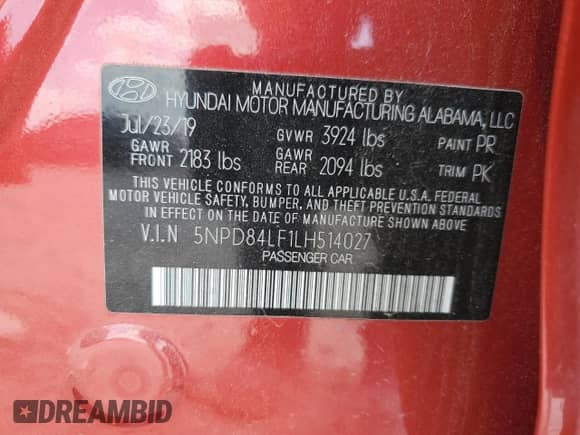 MANUFACTURED BY
HYUNDAI MOTOR MANUFACTURING ALABAMA, LLC
Jul/23/19 GVWR 3924 lbs PAINT PR
GAWR FRONT 2183 lbs GAWR REAR 2094 lbs TRIM PK
THIS VEHICLE CONFORMS TO ALL APPLICABLE U.S.A. FEDERAL
MOTOR VEHICLE SAFETY, BUMPER, AND THEFT PREVENTION STANDARDS
IN EFFECT ON THE DATE OF MANUFACTURE SHOWN ABOVE.
V.I.N 5NPD84LF1LH514027
PASSENGER CAR
DREAMBID